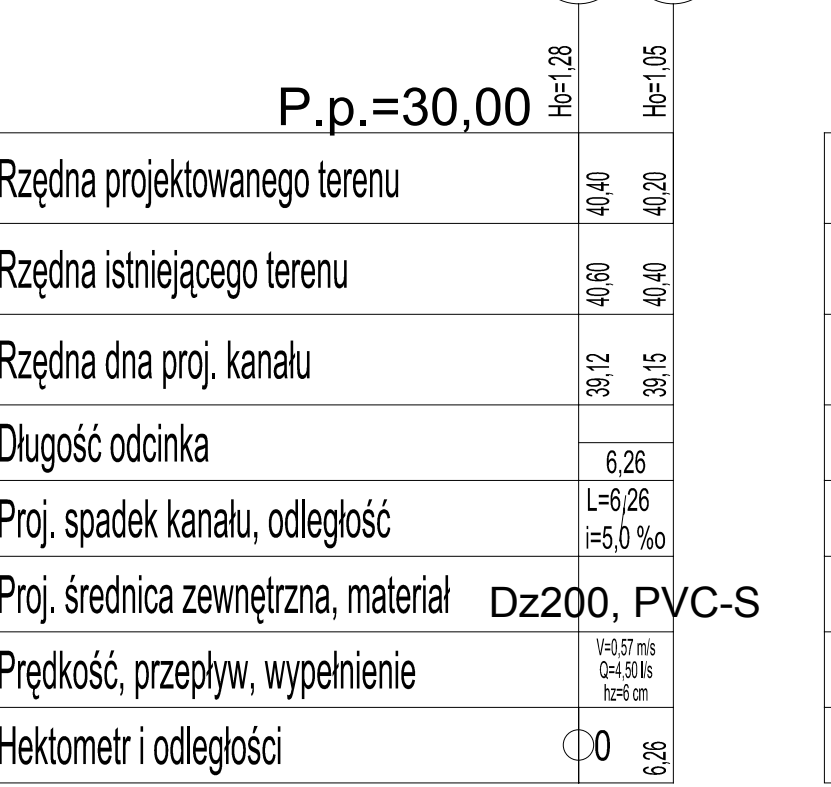 Ho=1,28
Ho=1,05
P.p.=30,00
Rzędna projektowanego terenu
40,40
40,20
Rzędna istniejącego terenu
40,60
40,40
Rzędna dna proj. kanału
39,12
39,15
Długość odcinka
6,26
Proj. spadek kanału, odległość
L=6,26
i=5,0 %o
Proj. średnica zewnętrzna, materiał
Dz200, PVC-S
Prędkość, przepływ, wypełnienie
V=0,57 m/s
Q=4,50 l/s
hz=6 cm
Hektometr i odległości
0
6,26